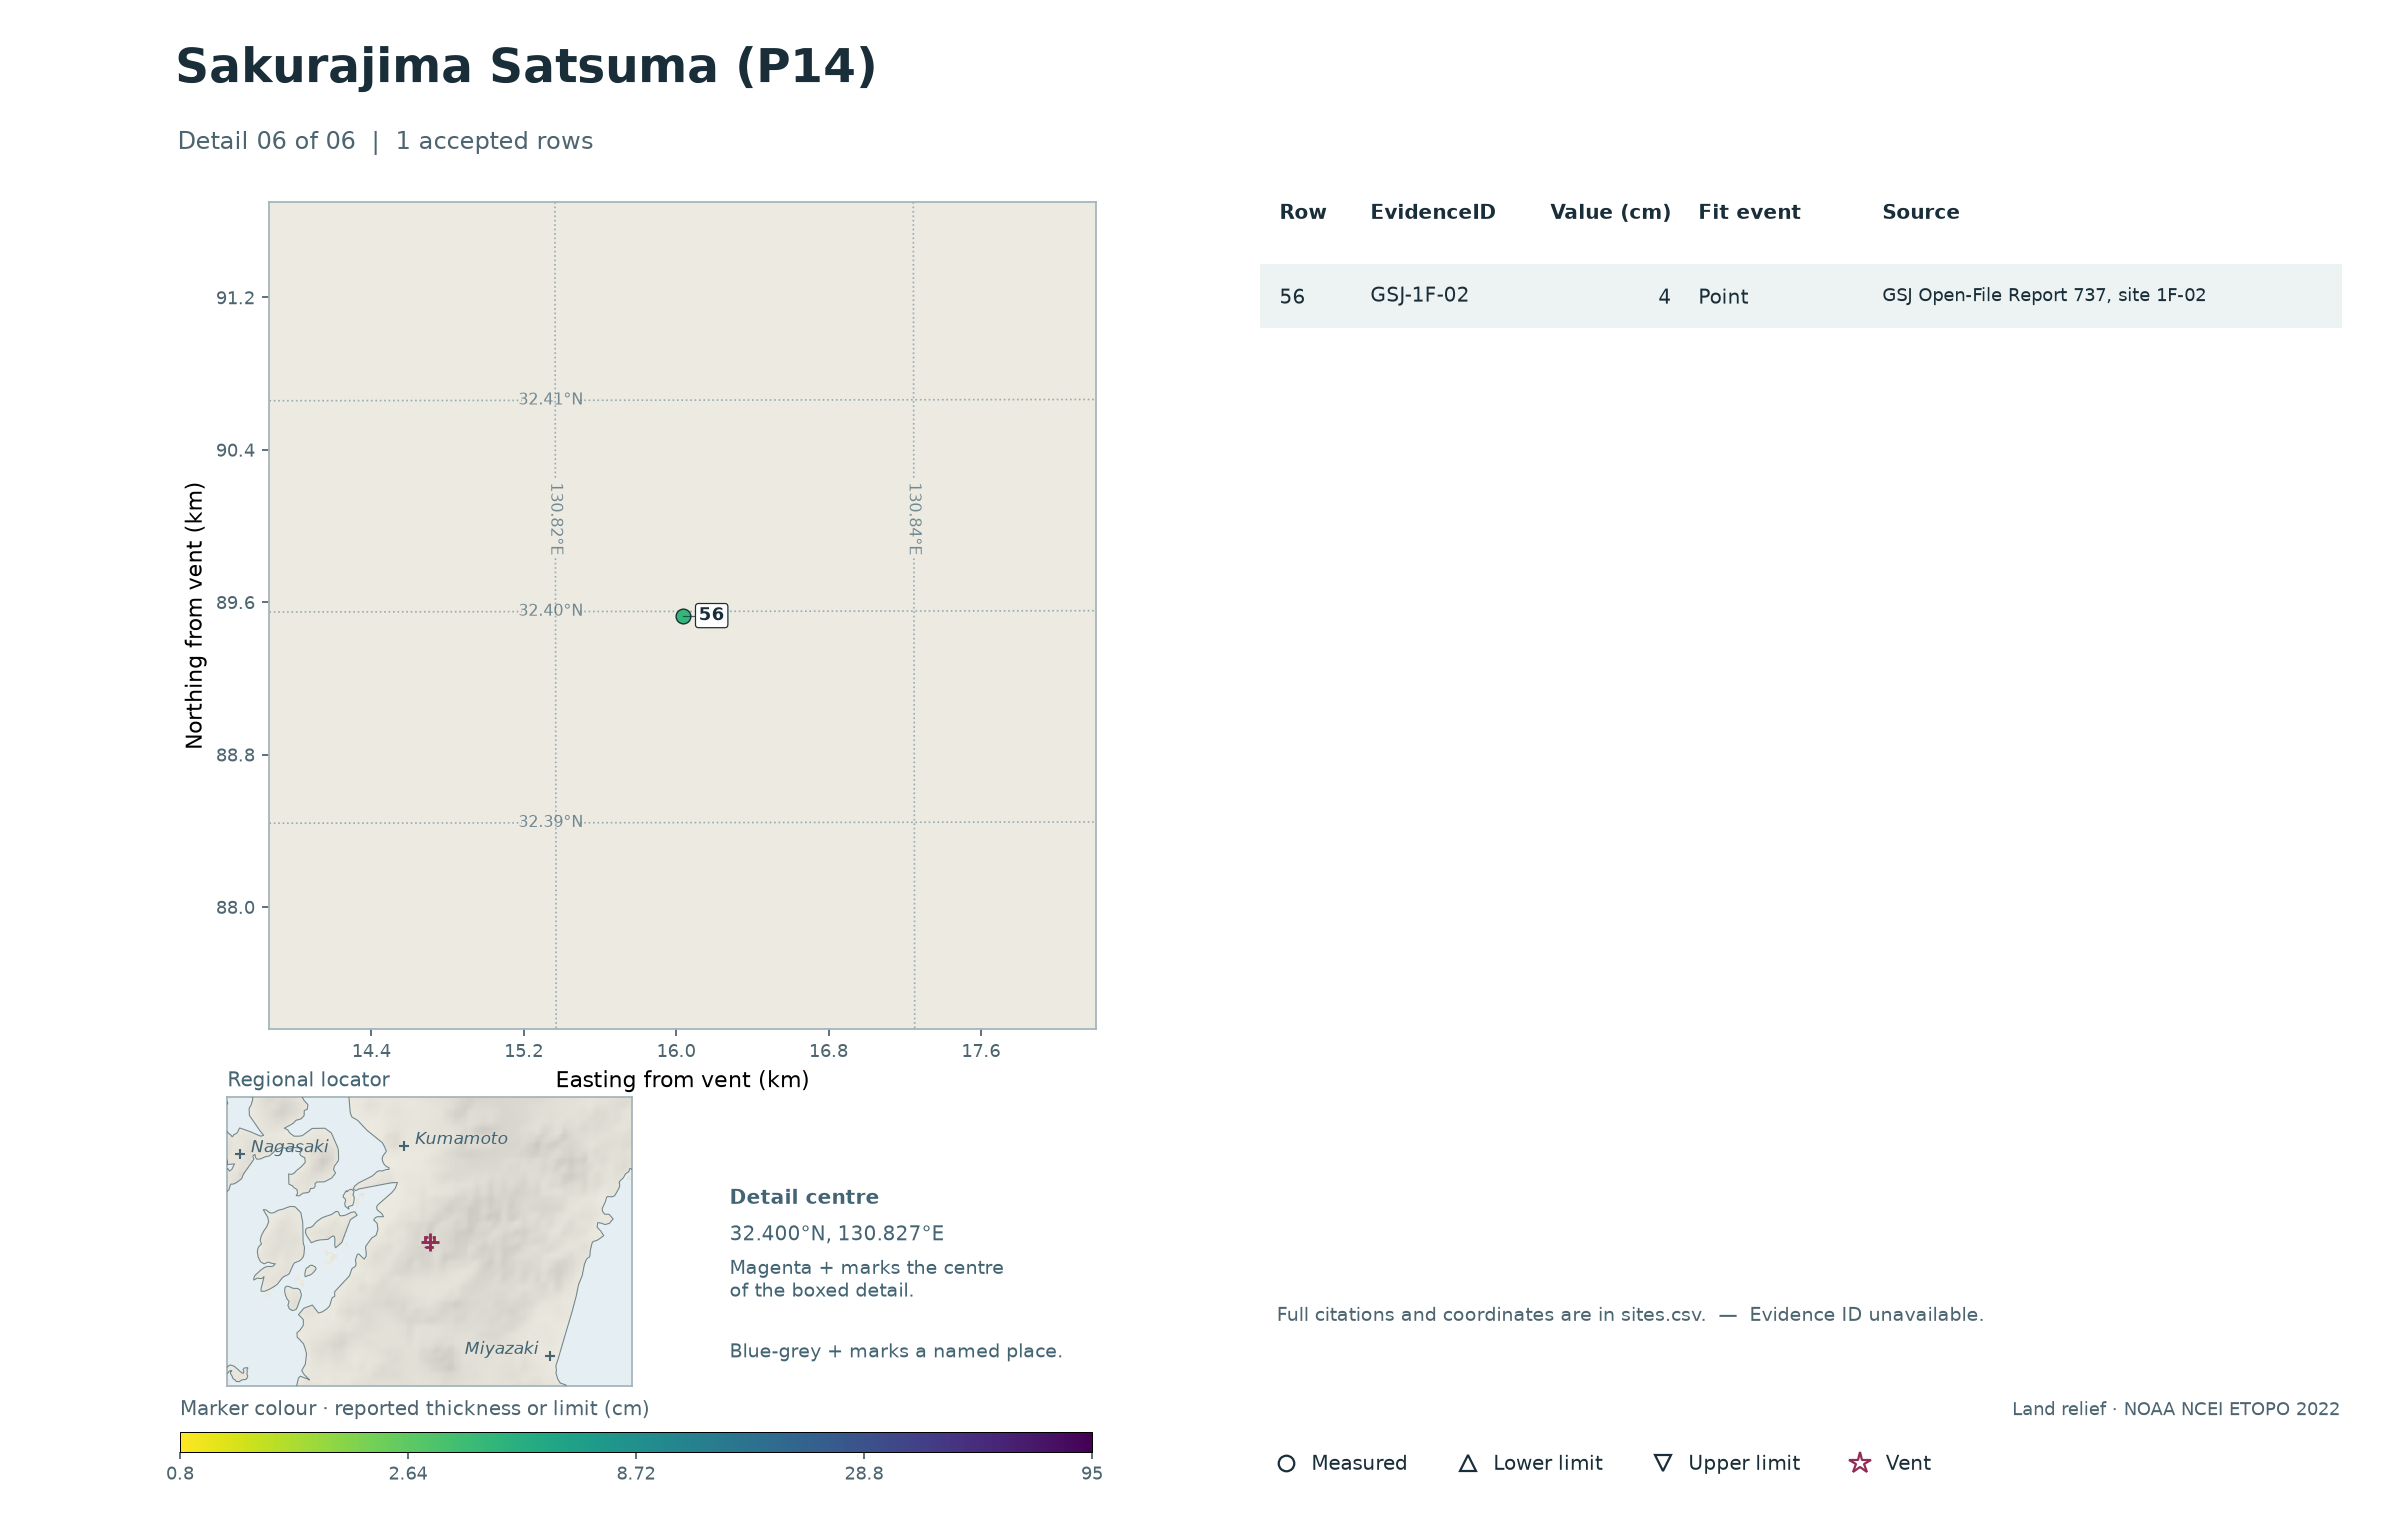 Sakurajima Satsuma (P14)
Detail 06 of 06 | 1 accepted rows
Row EvidenceID Value (cm) Fit event Source
56 GSJ-1F-02 4 Point GSJ Open-File Report 737, site 1F-02
Northing from vent (km)
91.2
90.4
89.6
88.8
88.0
32.41°N
32.40°N
32.39°N
130.82°E
130.84°E
56
14.4 15.2 16.0 16.8 17.6
Easting from vent (km)
Regional locator
Nagasaki
Kumamoto
Miyazaki
Detail centre
32.400°N, 130.827°E
Magenta + marks the centre
of the boxed detail.
Blue-grey + marks a named place.
Full citations and coordinates are in sites.csv. — Evidence ID unavailable.
Marker colour · reported thickness or limit (cm)
0.8 2.64 8.72 28.8 95
Land relief · NOAA NCEI ETOPO 2022
Measured Lower limit Upper limit Vent